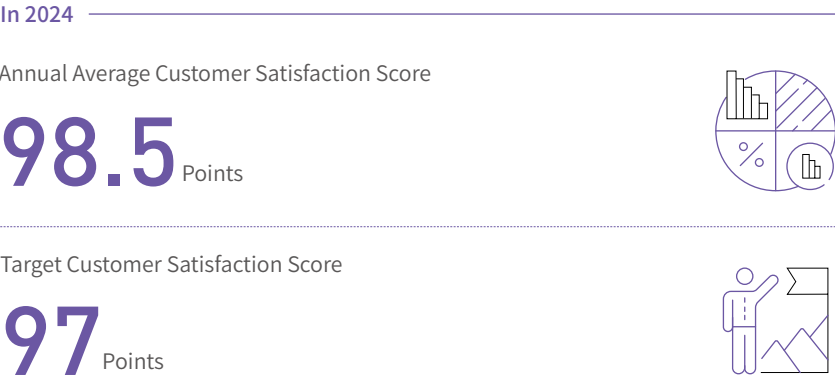 In 2024
Annual Average Customer Satisfaction Score
98.5 Points
Target Customer Satisfaction Score
97 Points
%